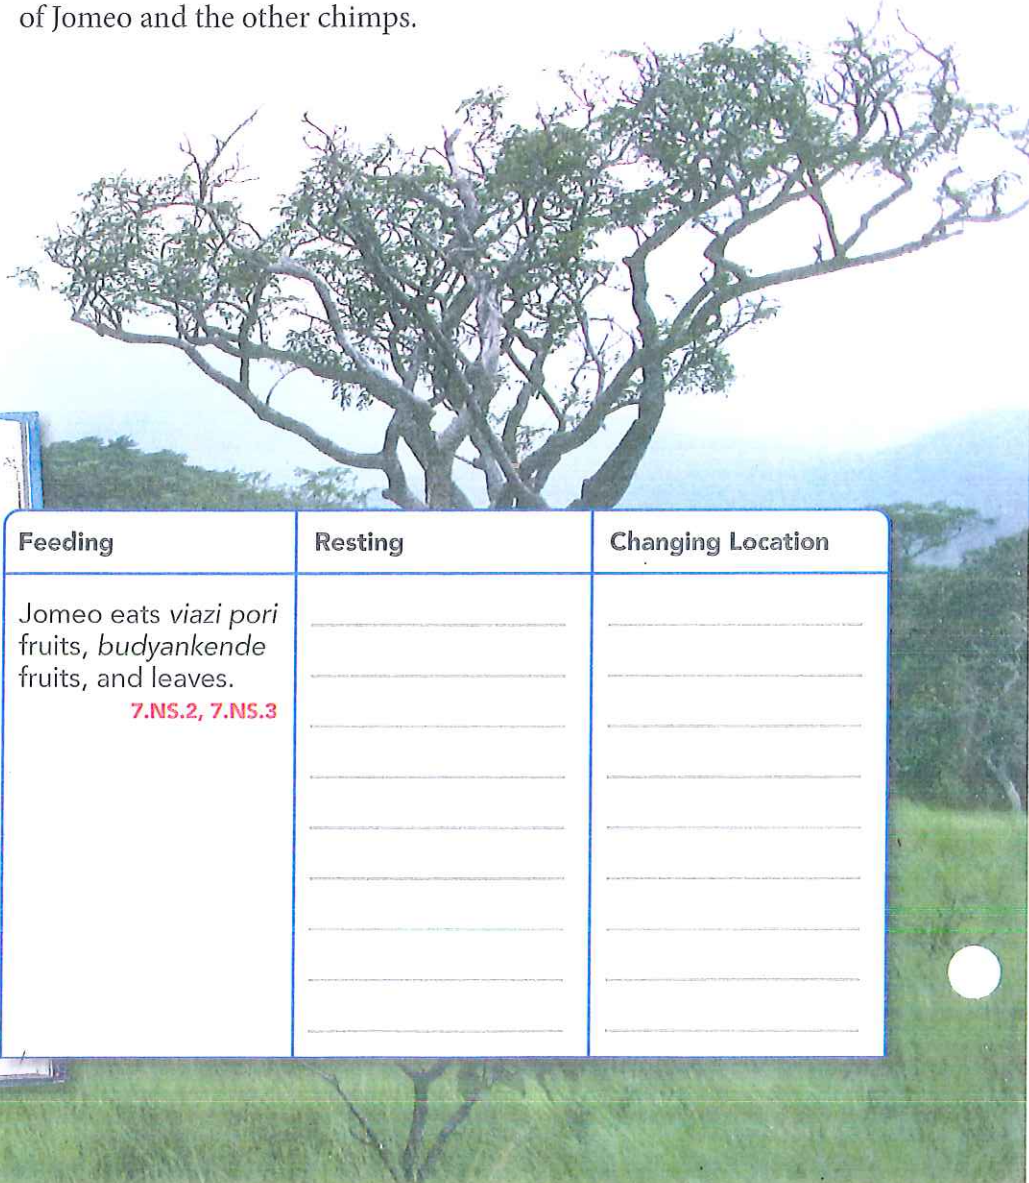 of Jomeo and the other chimps.
Feeding
Resting
Changing Location
Jomeo eats viazi pori
fruits, budyankende
fruits, and leaves.
7.NS.2, 7.NS.3